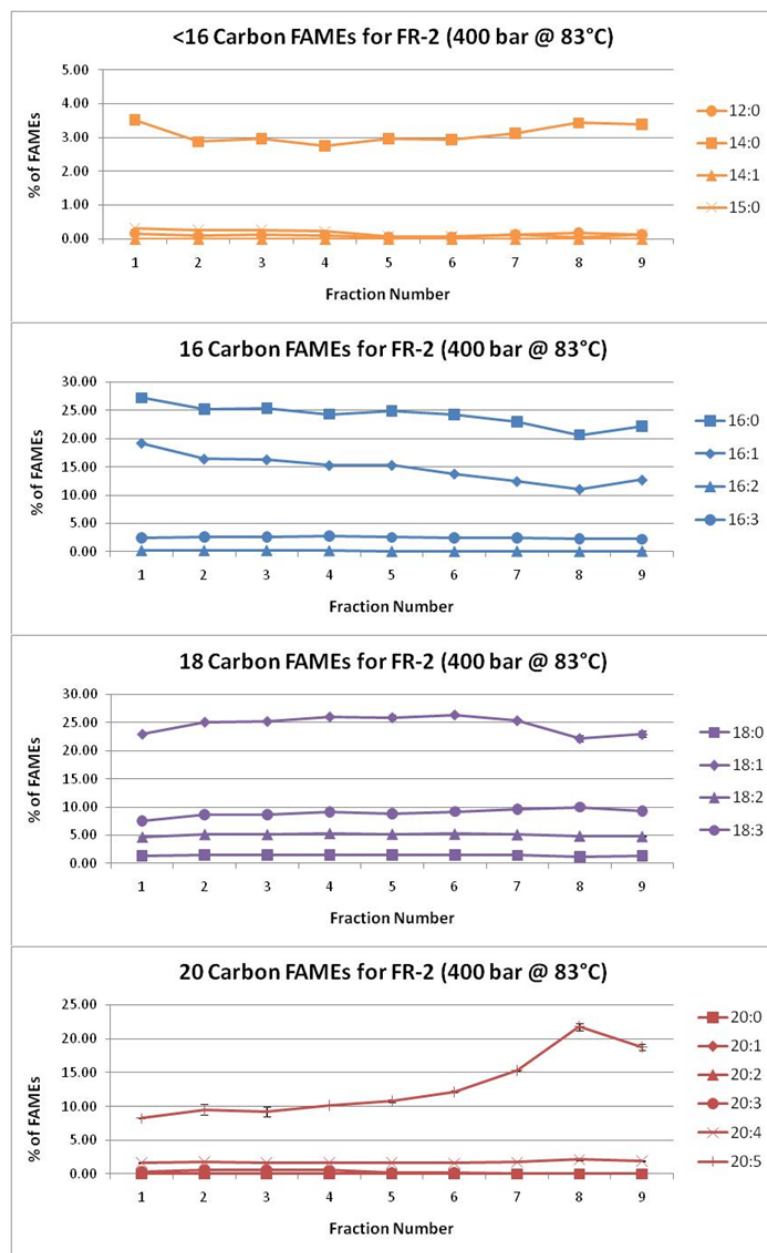 <16 Carbon FAMEs for FR-2 (400 bar @ 83°C)
5.00
4.00
3.00
2.00
1.00
0.00
% of FAMEs
1 2 3 4 5 6 7 8 9
Fraction Number
12:0
14:0
14:1
15:0
16 Carbon FAMEs for FR-2 (400 bar @ 83°C)
30.00
25.00
20.00
15.00
10.00
5.00
0.00
% of FAMEs
1 2 3 4 5 6 7 8 9
Fraction Number
16:0
16:1
16:2
16:3
18 Carbon FAMEs for FR-2 (400 bar @ 83°C)
30.00
25.00
20.00
15.00
10.00
5.00
0.00
% of FAMEs
1 2 3 4 5 6 7 8 9
Fraction Number
18:0
18:1
18:2
18:3
20 Carbon FAMEs for FR-2 (400 bar @ 83°C)
25.00
20.00
15.00
10.00
5.00
0.00
% of FAMEs
1 2 3 4 5 6 7 8 9
Fraction Number
20:0
20:1
20:2
20:3
20:4
20:5